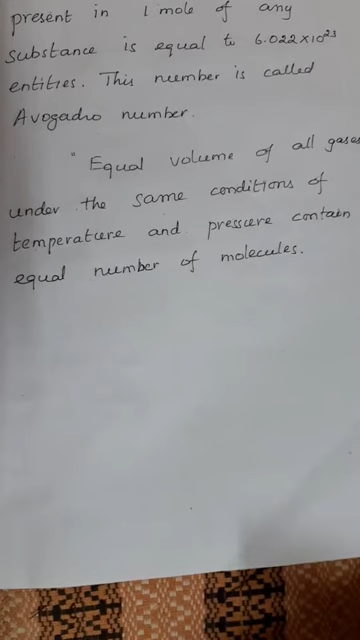 present in 1 mole of any
substance is equal to 6.022×10²³
entities. This number is called
Avogadro number.
" Equal volume of all gases
under the same conditions of
temperature and pressure contain
equal number of molecules.